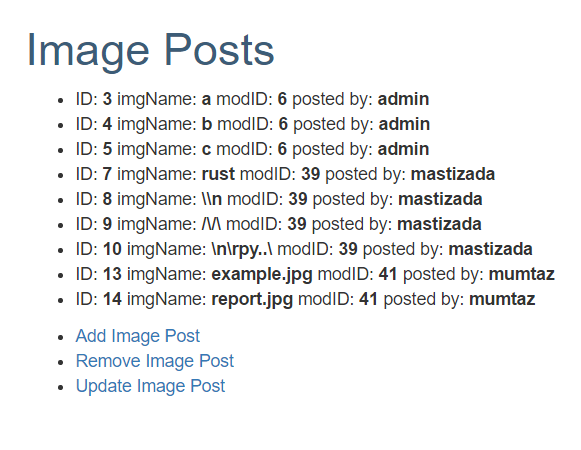 Image Posts
ID: 3 imgName: a modID: 6 posted by: admin
ID: 4 imgName: b modID: 6 posted by: admin
ID: 5 imgName: c modID: 6 posted by: admin
ID: 7 imgName: rust modID: 39 posted by: mastizada
ID: 8 imgName: \\n modID: 39 posted by: mastizada
ID: 9 imgName: /\/\ modID: 39 posted by: mastizada
ID: 10 imgName: \n\rpy..\ modID: 39 posted by: mastizada
ID: 13 imgName: example.jpg modID: 41 posted by: mumtaz
ID: 14 imgName: report.jpg modID: 41 posted by: mumtaz
Add Image Post
Remove Image Post
Update Image Post